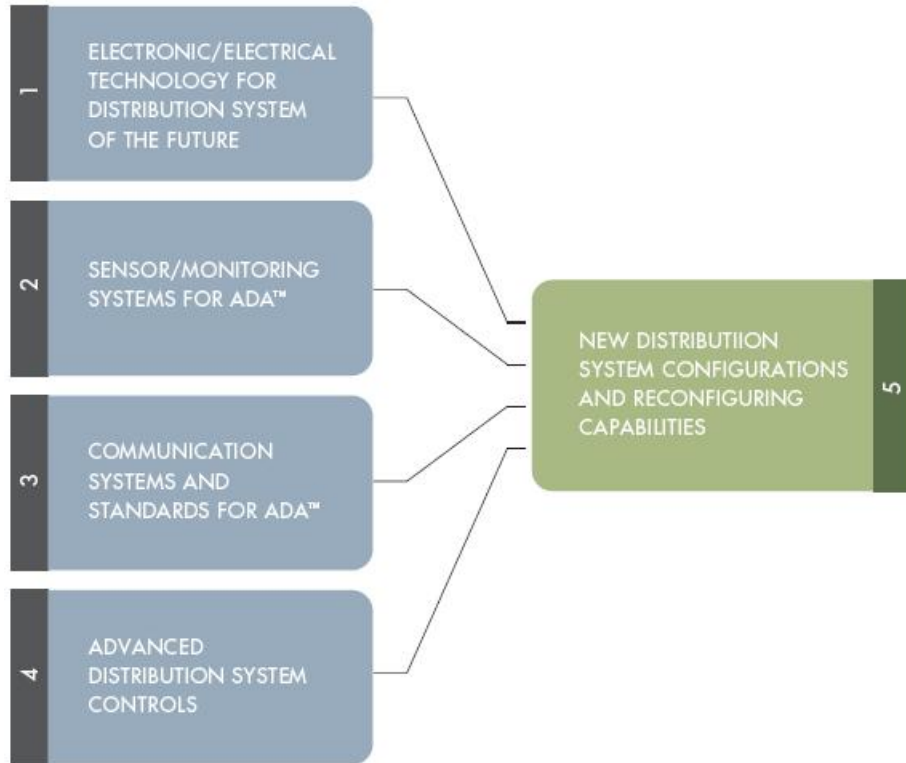 1
ELECTRONIC/ELECTRICAL
TECHNOLOGY FOR
DISTRIBUTION SYSTEM
OF THE FUTURE
2
SENSOR/MONITORING
SYSTEMS FOR ADA™
3
COMMUNICATION
SYSTEMS AND
STANDARDS FOR ADA™
4
ADVANCED
DISTRIBUTION SYSTEM
CONTROLS
NEW DISTRIBUTIION
SYSTEM CONFIGURATIONS
AND RECONFIGURING
CAPABILITIES
5